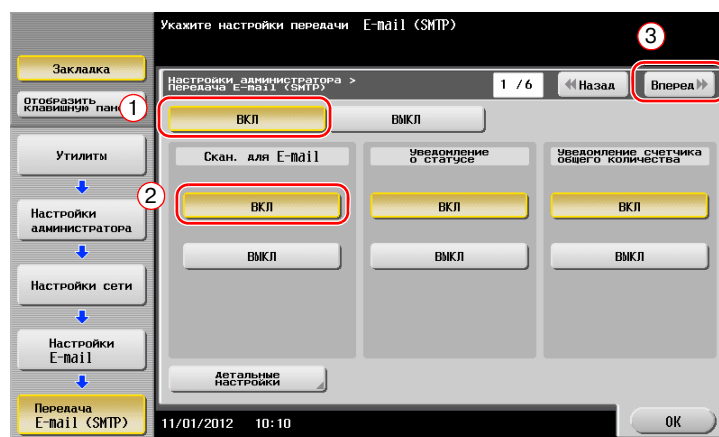 Укажите настройки передачи E-mail (SMTP)
3
Закладка
Отобразить
клавишную пан
1
Настройки администратора >
Передача E-mail (SMTP)
1 / 6
Назад
Вперед
ВКЛ
ВЫКЛ
Утилиты
Скан. для E-mail
Уведомление
о статусе
Уведомление счетчика
общего количества
2
ВКЛ
ВКЛ
ВКЛ
Настройки
администратора
ВЫКЛ
ВЫКЛ
ВЫКЛ
Настройки сети
Настройки
E-mail
Детальные
настройки
Передача
E-mail (SMTP)
11/01/2012 10:10
OK